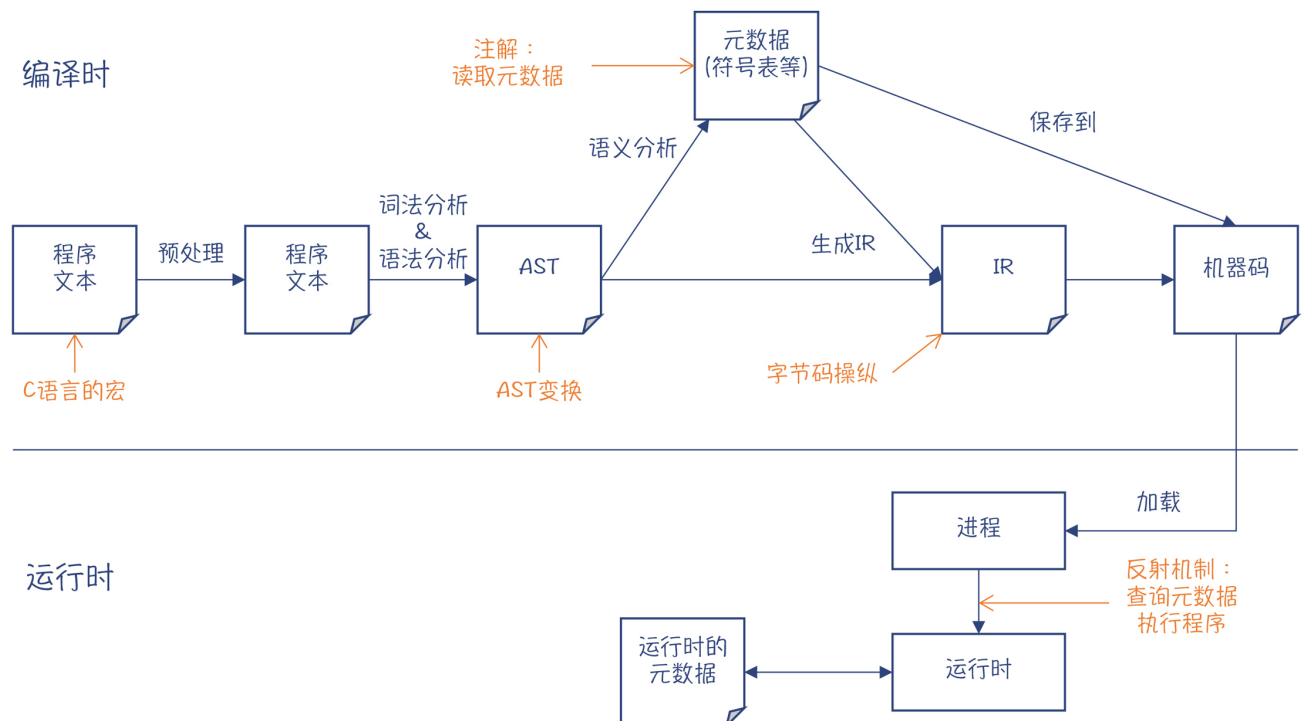 元数据
(符号表等)
注解：
读取元数据
编译时
保存到
语义分析
词法分析
&
语法分析
程序
文本
预处理
程序
文本
AST
生成IR
IR
机器码
C语言的宏
AST变换
字节码操纵
加载
进程
运行时
反射机制：
查询元数据
执行程序
运行时的
元数据
运行时